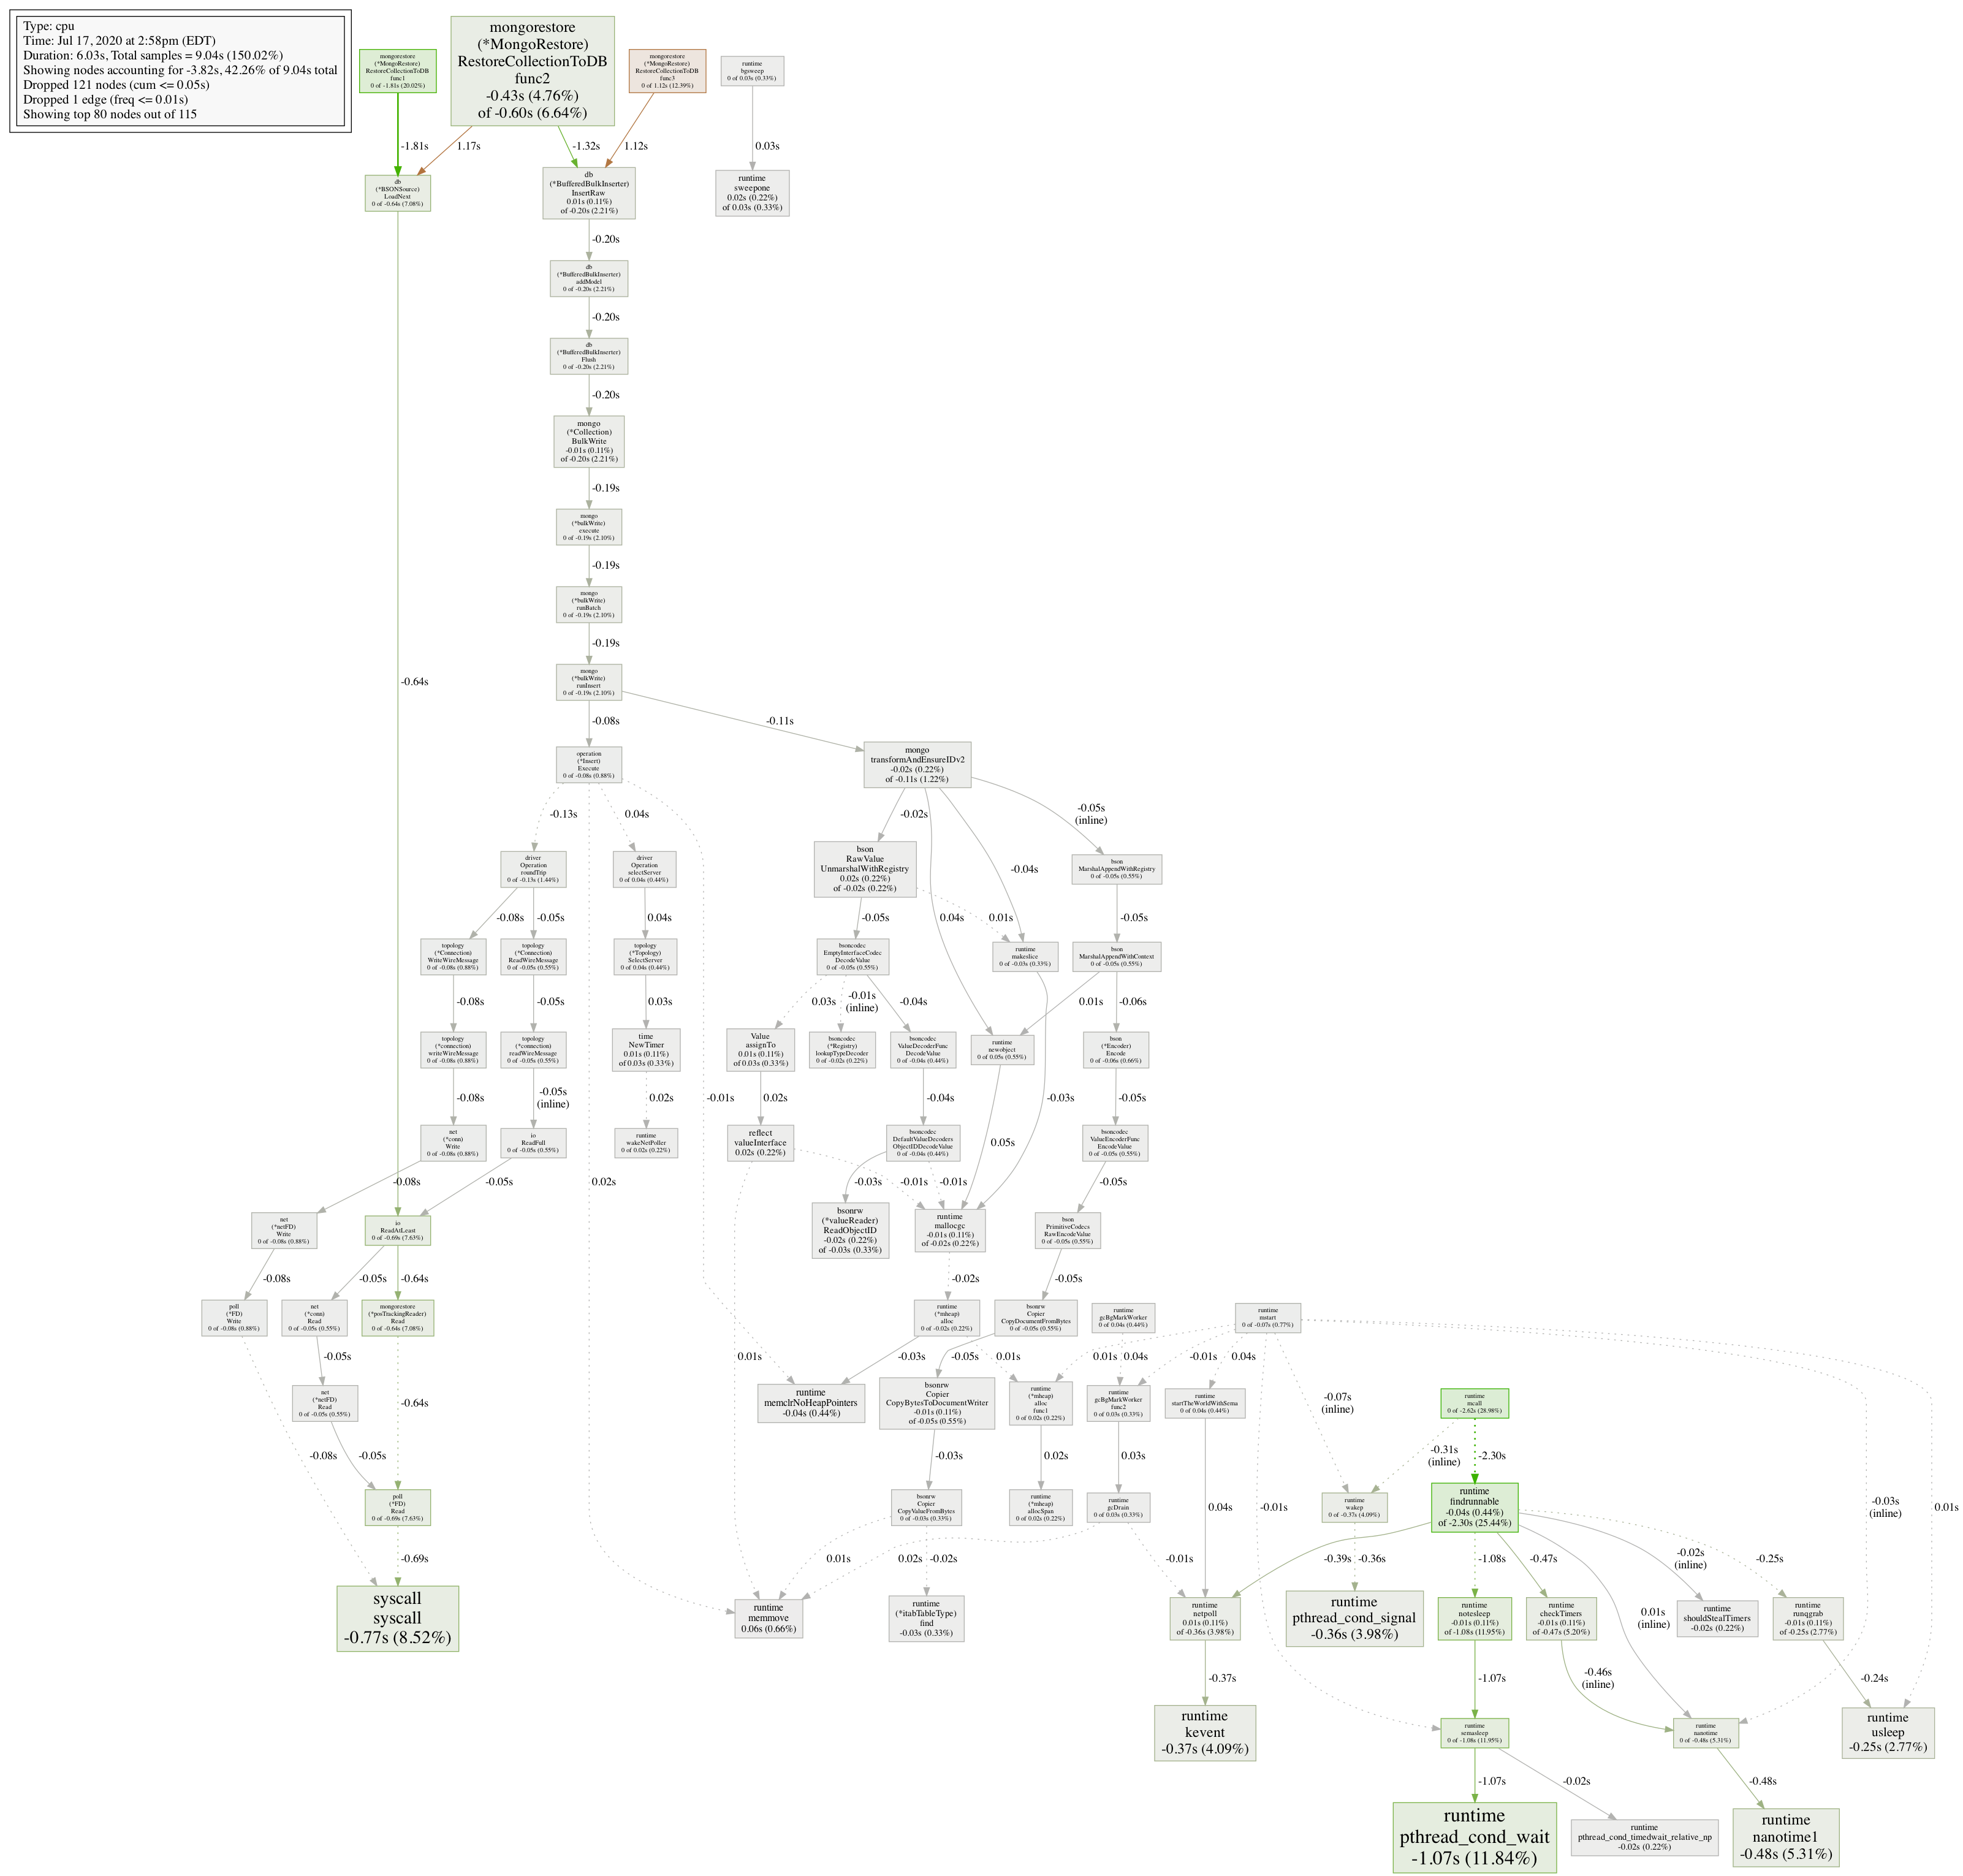 Type: cpu
Time: Jul 17, 2020 at 2:58pm (EDT)
Duration: 6.03s, Total samples = 9.04s (150.02%)
Showing nodes accounting for -3.82s, 42.26% of 9.04s total
Dropped 121 nodes (cum <= 0.05s)
Dropped 1 edge (freq <= 0.01s)
Showing top 80 nodes out of 115
mongorestore
(*MongoRestore)
RestoreCollectionToDB
func1
0 of -1.81s (20.02%)
mongorestore
(*MongoRestore)
RestoreCollectionToDB
func2
-0.43s (4.76%)
of -0.60s (6.64%)
mongorestore
(*MongoRestore)
RestoreCollectionToDB
func3
0 of 1.12s (12.39%)
runtime
bgsweep
0 of 0.03s (0.33%)
-1.81s
1.17s
-1.32s
1.12s
0.03s
db
(*BSONSource)
LoadNext
0 of -0.64s (7.08%)
db
(*BufferedBulkInserter)
InsertRaw
0.01s (0.11%)
of -0.20s (2.21%)
runtime
sweepone
0.02s (0.22%)
of 0.03s (0.33%)
-0.20s
db
(*BufferedBulkInserter)
addModel
0 of -0.20s (2.21%)
-0.20s
db
(*BufferedBulkInserter)
Flush
0 of -0.20s (2.21%)
-0.20s
mongo
(*Collection)
BulkWrite
-0.01s (0.11%)
of -0.20s (2.21%)
-0.19s
mongo
(*bulkWrite)
execute
0 of -0.19s (2.10%)
-0.19s
mongo
(*bulkWrite)
runBatch
0 of -0.19s (2.10%)
-0.19s
-0.64s
mongo
(*bulkWrite)
runInsert
0 of -0.19s (2.10%)
-0.08s
-0.11s
operation
(*Insert)
Execute
0 of -0.08s (0.88%)
mongo
transformAndEnsureIDv2
-0.02s (0.22%)
of -0.11s (1.22%)
-0.13s
0.04s
-0.02s
-0.05s
(inline)
driver
Operation
roundTrip
0 of -0.13s (1.44%)
driver
Operation
selectServer
0 of 0.04s (0.44%)
bson
RawValue
UnmarshalWithRegistry
0.02s (0.22%)
of -0.02s (0.22%)
-0.04s
bson
MarshalAppendWithRegistry
0 of -0.05s (0.55%)
-0.08s
-0.05s
0.04s
-0.05s
0.04s
0.01s
-0.05s
topology
(*Connection)
WriteWireMessage
0 of -0.08s (0.88%)
topology
(*Connection)
ReadWireMessage
0 of -0.05s (0.55%)
topology
(*Topology)
SelectServer
0 of 0.04s (0.44%)
bsoncodec
EmptyInterfaceCodec
DecodeValue
0 of -0.05s (0.55%)
runtime
makeslice
0 of -0.03s (0.33%)
bson
MarshalAppendWithContext
0 of -0.05s (0.55%)
-0.08s
-0.05s
0.03s
0.03s
-0.01s
(inline)
-0.04s
0.01s
-0.06s
topology
(*connection)
writeWireMessage
0 of -0.08s (0.88%)
topology
(*connection)
readWireMessage
0 of -0.05s (0.55%)
time
NewTimer
0.01s (0.11%)
of 0.03s (0.33%)
Value
assignTo
0.01s (0.11%)
of 0.03s (0.33%)
bsoncodec
(*Registry)
lookupTypeDecoder
0 of -0.02s (0.22%)
bsoncodec
ValueDecoderFunc
DecodeValue
0 of -0.04s (0.44%)
runtime
newobject
0 of 0.05s (0.55%)
bson
(*Encoder)
Encode
0 of -0.06s (0.66%)
-0.08s
-0.05s
(inline)
0.02s
-0.01s
0.02s
-0.04s
-0.03s
-0.05s
net
(*conn)
Write
0 of -0.08s (0.88%)
io
ReadFull
0 of -0.05s (0.55%)
runtime
wakeNetPoller
0 of 0.02s (0.22%)
reflect
valueInterface
0.02s (0.22%)
bsoncodec
DefaultValueDecoders
ObjectIDDecodeValue
0 of -0.04s (0.44%)
0.05s
bsoncodec
ValueEncoderFunc
EncodeValue
0 of -0.05s (0.55%)
-0.08s
-0.05s
0.02s
-0.03s
-0.01s
-0.01s
-0.05s
net
(*netFD)
Write
0 of -0.08s (0.88%)
io
ReadAtLeast
0 of -0.69s (7.63%)
bsonrw
(*valueReader)
ReadObjectID
-0.02s (0.22%)
of -0.03s (0.33%)
runtime
mallocgc
-0.01s (0.11%)
of -0.02s (0.22%)
bson
PrimitiveCodecs
RawEncodeValue
0 of -0.05s (0.55%)
-0.08s
-0.05s
-0.64s
-0.02s
-0.05s
poll
(*FD)
Write
0 of -0.08s (0.88%)
net
(*conn)
Read
0 of -0.05s (0.55%)
mongorestore
(*posTrackingReader)
Read
0 of -0.64s (7.08%)
runtime
(*mheap)
alloc
0 of -0.02s (0.22%)
bsonrw
Copier
CopyDocumentFromBytes
0 of -0.05s (0.55%)
runtime
gcBgMarkWorker
0 of 0.04s (0.44%)
runtime
mstart
0 of -0.07s (0.77%)
-0.05s
0.01s
-0.03s
-0.05s
0.01s
0.01s
0.04s
-0.01s
0.04s
net
(*netFD)
Read
0 of -0.05s (0.55%)
-0.64s
runtime
memclrNoHeapPointers
-0.04s (0.44%)
bsonrw
Copier
CopyBytesToDocumentWriter
-0.01s (0.11%)
of -0.05s (0.55%)
runtime
(*mheap)
alloc
func1
0 of 0.02s (0.22%)
runtime
gcBgMarkWorker
func2
0 of 0.03s (0.33%)
runtime
startTheWorldWithSema
0 of 0.04s (0.44%)
-0.07s
(inline)
runtime
mcall
0 of -2.62s (28.98%)
-0.08s
-0.05s
-0.03s
0.02s
0.03s
-0.31s
(inline)
-2.30s
poll
(*FD)
Read
0 of -0.69s (7.63%)
bsonrw
Copier
CopyValueFromBytes
0 of -0.03s (0.33%)
runtime
(*mheap)
allocSpan
0 of 0.02s (0.22%)
runtime
gcDrain
0 of 0.03s (0.33%)
0.04s
-0.01s
runtime
wakep
0 of -0.37s (4.09%)
runtime
findrunnable
-0.04s (0.44%)
of -2.30s (25.44%)
-0.03s
(inline)
0.01s
-0.69s
0.01s
-0.02s
0.02s
-0.01s
-0.39s
-0.36s
-1.08s
-0.47s
0.01s
(inline)
-0.02s
(inline)
-0.25s
syscall
syscall
-0.77s (8.52%)
runtime
memmove
0.06s (0.66%)
runtime
(*itabTableType)
find
-0.03s (0.33%)
runtime
netpoll
0.01s (0.11%)
of -0.36s (3.98%)
runtime
pthread_cond_signal
-0.36s (3.98%)
runtime
notesleep
-0.01s (0.11%)
of -1.08s (11.95%)
runtime
checkTimers
-0.01s (0.11%)
of -0.47s (5.20%)
runtime
shouldStealTimers
-0.02s (0.22%)
runtime
runqgrab
-0.01s (0.11%)
of -0.25s (2.77%)
-0.37s
-1.07s
-0.46s
(inline)
-0.24s
runtime
kevent
-0.37s (4.09%)
runtime
semasleep
0 of -1.08s (11.95%)
runtime
nanotime
0 of -0.48s (5.31%)
runtime
usleep
-0.25s (2.77%)
-1.07s
-0.02s
-0.48s
runtime
pthread_cond_wait
-1.07s (11.84%)
runtime
pthread_cond_timedwait_relative_np
-0.02s (0.22%)
runtime
nanotime1
-0.48s (5.31%)